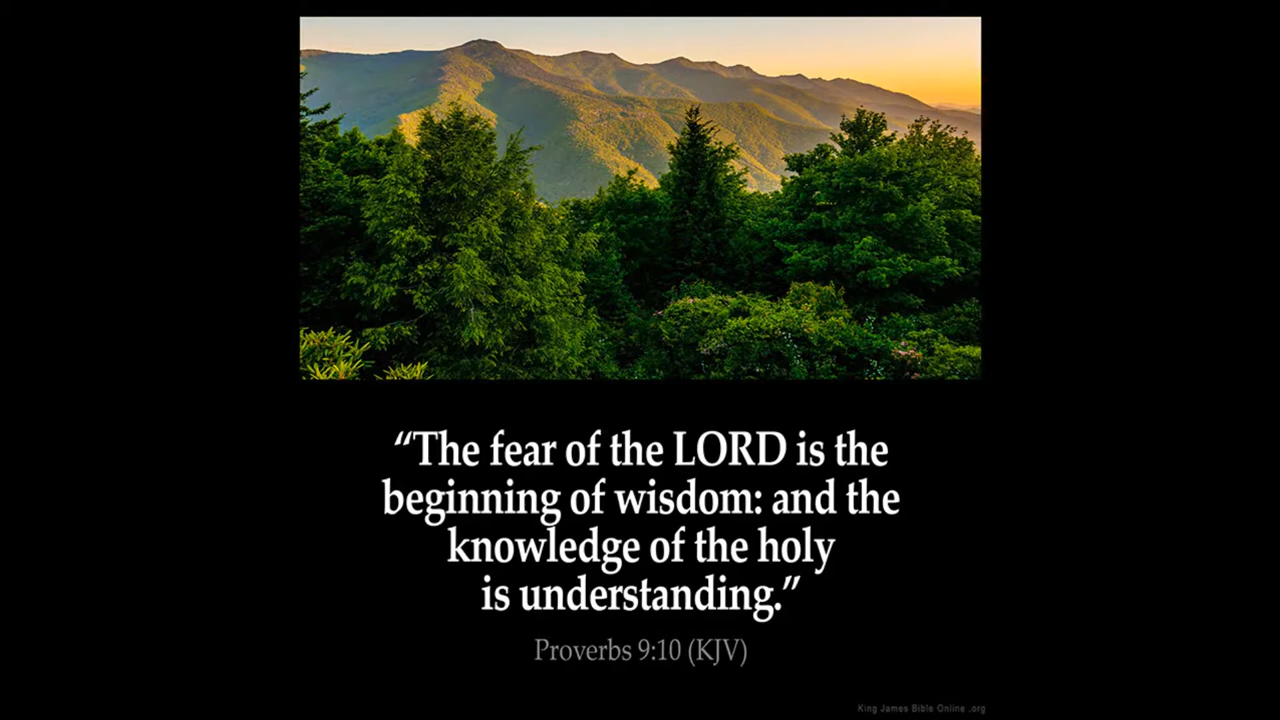 “The fear of the LORD is the
beginning of wisdom: and the
knowledge of the holy
is understanding.”
Proverbs 9:10 (KJV)
King James Bible Online .org